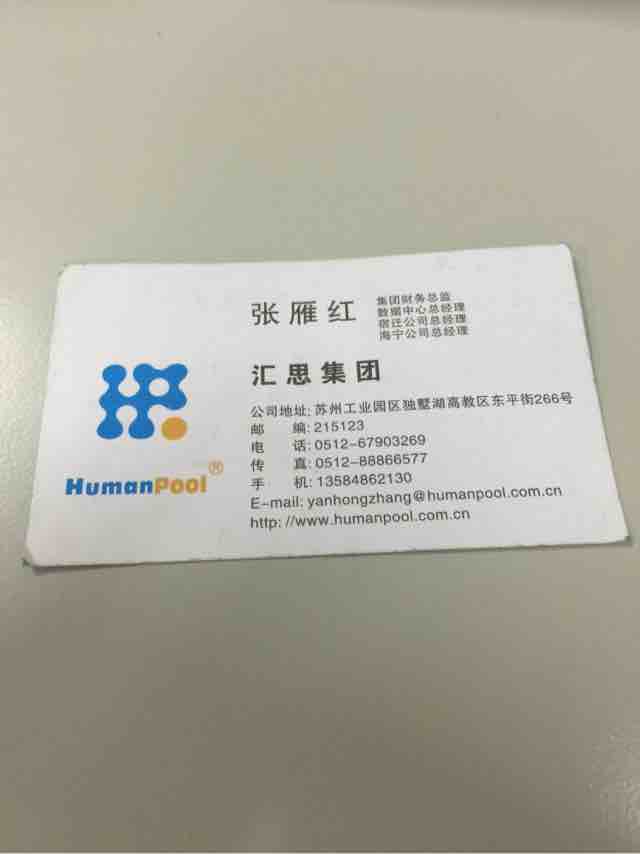 张雁红
集团财务总监
数据中心总经理
宿迁公司总经理
海宁公司总经理
汇思集团
公司地址: 苏州工业园区独墅湖高教区东平街266号
邮 编: 215123
电 话: 0512-67903269
传 真: 0512-88866577
手 机: 13584862130
E-mail: yanhongzhang@humanpool.com.cn
http: //www.humanpool.com.cn
HumanPool®